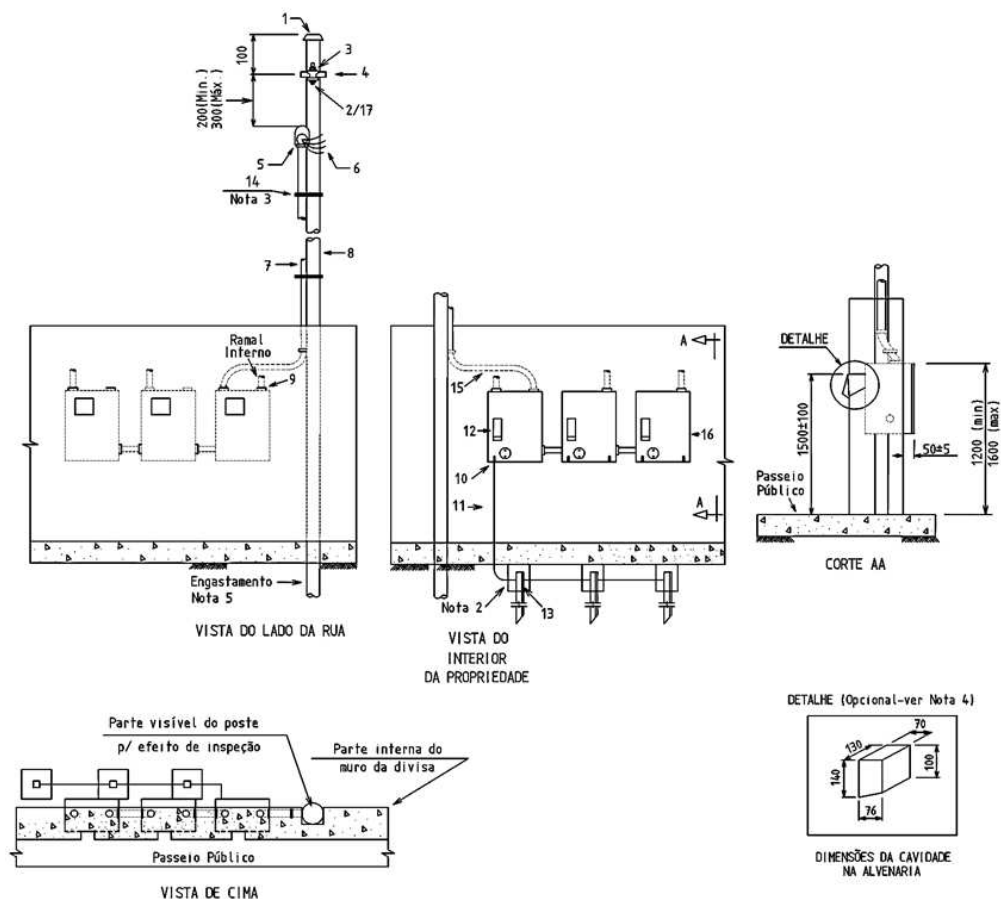 1
100
3
4
200(Min.)
300(Máx.)
2/17
5
6
14
Nota 3
7
8
Ramal
Interno
9
Engastamento
Nota 5
VISTA DO LADO DA RUA
A
15
12
16
10
11
A
Nota 2
13
VISTA DO
INTERIOR
DA PROPRIEDADE
DETALHE
1500±100
50±5
1200 (min)
1600 (max)
Passeio
Público
CORTE AA
Parte visível do poste
p/ efeito de inspeção
Parte interna do
muro da divisa
Passeio Público
VISTA DE CIMA
DETALHE (Opcional-ver Nota 4)
70
130
100
140
76
DIMENSÕES DA CAVIDADE
NA ALVENARIA